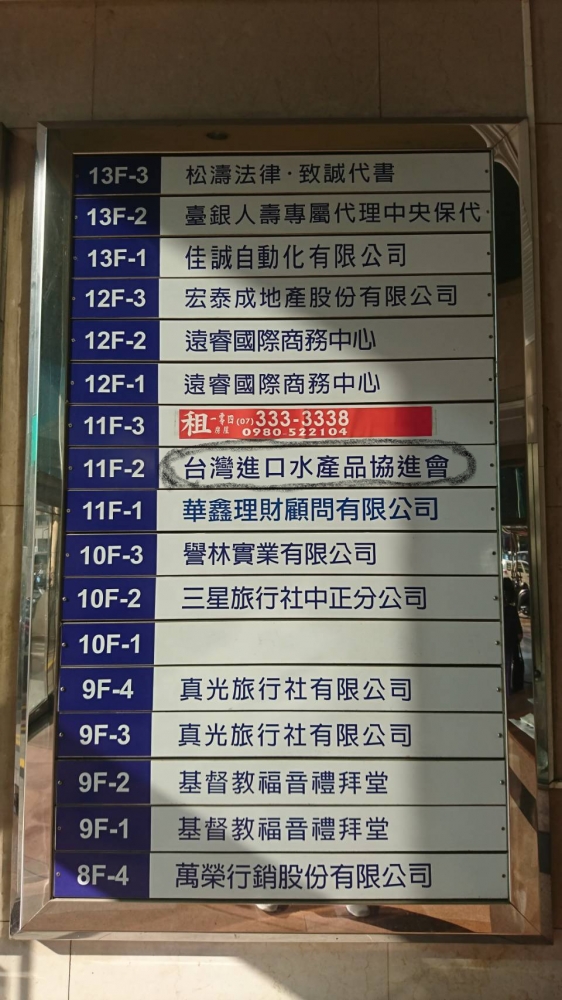 13F-3 松濤法律·致誠代書
13F-2 臺銀人壽專屬代理中央保代
13F-1 佳誠自動化有限公司
12F-3 宏泰成地產股份有限公司
12F-2 遠睿國際商務中心
12F-1 遠睿國際商務中心
11F-3 租 一零日房屋 (07)333-3338
0980 522104
11F-2 台灣進口水產品協進會
11F-1 華鑫理財顧問有限公司
10F-3 譽林實業有限公司
10F-2 三星旅行社中正分公司
10F-1
9F-4 真光旅行社有限公司
9F-3 真光旅行社有限公司
9F-2 基督教福音禮拜堂
9F-1 基督教福音禮拜堂
8F-4 萬榮行銷股份有限公司